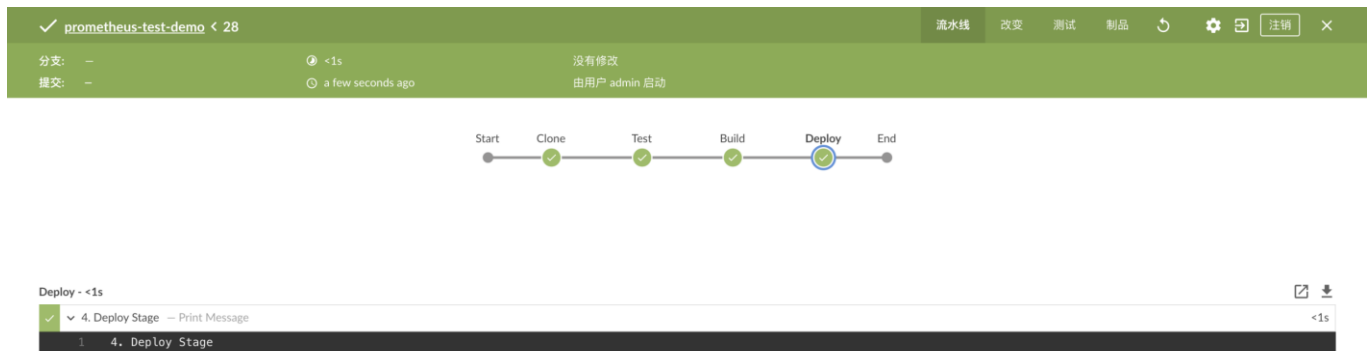 prometheus-test-demo < 28 流水线 改变 测试 制品 注销
分支: — <1s 没有修改
提交: — a few seconds ago 由用户 admin 启动
Start Clone Test Build Deploy End
Deploy - <1s
4. Deploy Stage — Print Message <1s
1 4. Deploy Stage